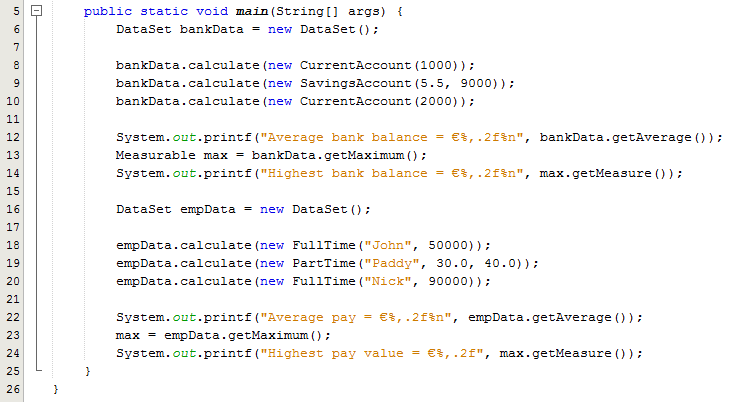 5 public static void main(String[] args) {
6 DataSet bankData = new DataSet();
7
8 bankData.calculate(new CurrentAccount(1000));
9 bankData.calculate(new SavingsAccount(5.5, 9000));
10 bankData.calculate(new CurrentAccount(2000));
11
12 System.out.printf("Average bank balance = €%,.2f%n", bankData.getAverage());
13 Measurable max = bankData.getMaximum();
14 System.out.printf("Highest bank balance = €%,.2f%n", max.getMeasure());
15
16 DataSet empData = new DataSet();
17
18 empData.calculate(new FullTime("John", 50000));
19 empData.calculate(new PartTime("Paddy", 30.0, 40.0));
20 empData.calculate(new FullTime("Nick", 90000));
21
22 System.out.printf("Average pay = €%,.2f%n", empData.getAverage());
23 max = empData.getMaximum();
24 System.out.printf("Highest pay value = €%,.2f", max.getMeasure());
25 }
26 }